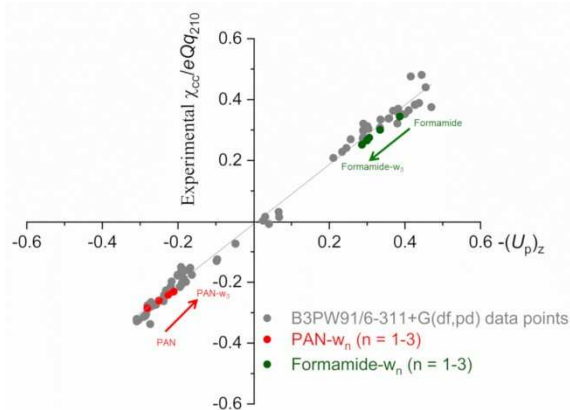 0.6
0.4
0.2
-0.6 -0.4 -0.2 0.2 0.4 0.6
-0.2
-0.4
-0.6
Experimental χcc/eQq210
-(Up)z
Formamide
Formamide-w3
PAN-w3
PAN
B3PW91/6-311+G(df,pd) data points
PAN-wn (n = 1-3)
Formamide-wn (n = 1-3)